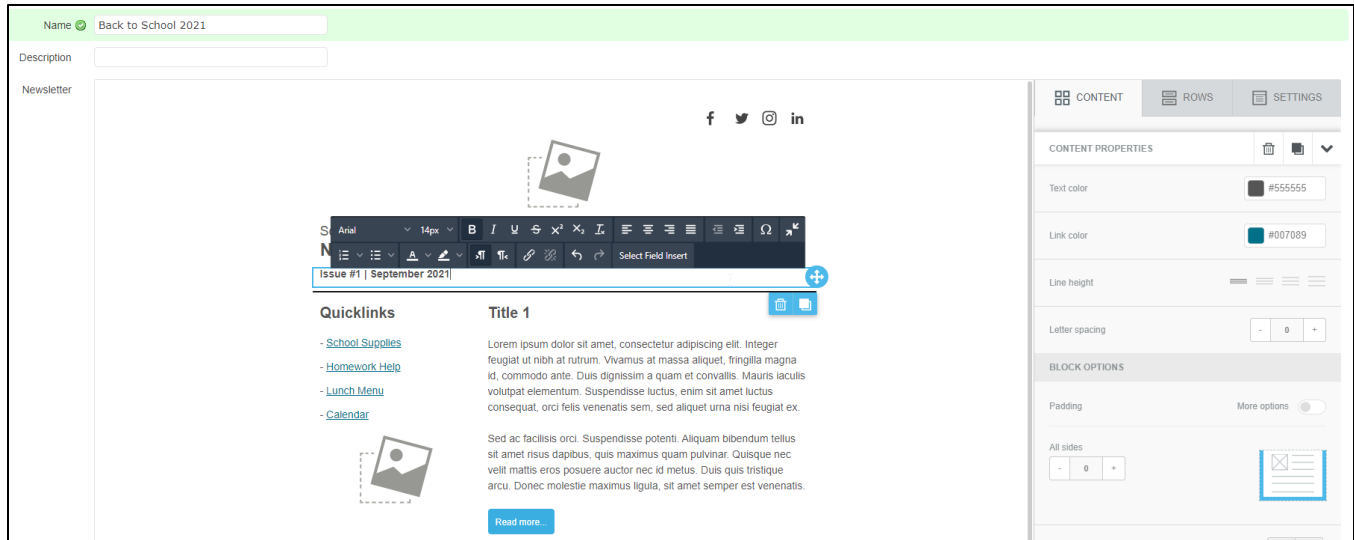 Name Back to School 2021
Description
Newsletter
CONTENT ROWS SETTINGS
CONTENT PROPERTIES
Text color #555555
Link color #007089
Line height
Letter spacing - 0 +
BLOCK OPTIONS
Padding More options
All sides
- 0 +
Arial 14px B I U S X² X₂ Ix Ω
A Select Field Insert
Issue #1 | September 2021
Quicklinks
- School Supplies
- Homework Help
- Lunch Menu
- Calendar
Title 1
Lorem ipsum dolor sit amet, consectetur adipiscing elit. Integer
feugiat ut nibh at rutrum. Vivamus at massa aliquet, fringilla magna
id, commodo ante. Duis dignissim a quam et convallis. Mauris iaculis
volutpat elementum. Suspendisse luctus, enim sit amet luctus
consequat, orci felis venenatis sem, sed aliquet urna nisi feugiat ex.
Sed ac facilisis orci. Suspendisse potenti. Aliquam bibendum tellus
sit amet risus dapibus, quis maximus quam pulvinar. Quisque nec
velit mattis eros posuere auctor nec id metus. Duis quis tristique
arcu. Donec molestie maximus ligula, sit amet semper est venenatis.
Read more...